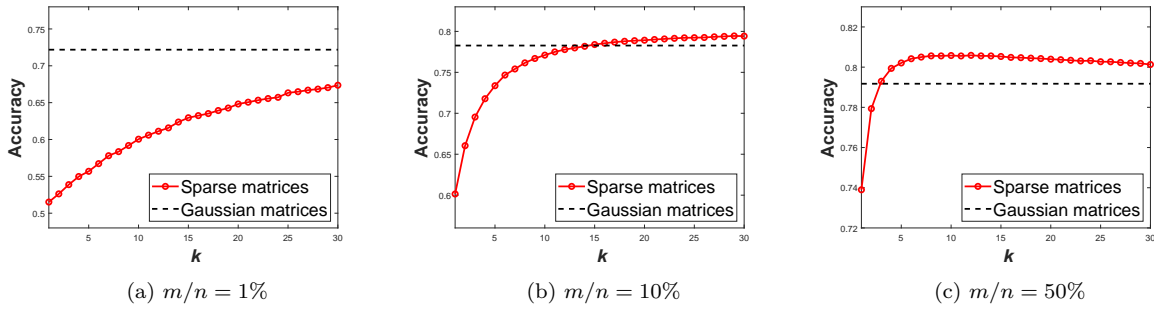 0.75
0.7
0.65
0.6
0.55
0.5
Accuracy
Sparse matrices
Gaussian matrices
5 10 15 20 25 30
k
(a) m/n = 1%
0.8
0.75
0.7
0.65
0.6
Accuracy
Sparse matrices
Gaussian matrices
5 10 15 20 25 30
k
(b) m/n = 10%
0.82
0.8
0.78
0.76
0.74
0.72
Accuracy
Sparse matrices
Gaussian matrices
5 10 15 20 25 30
k
(c) m/n = 50%